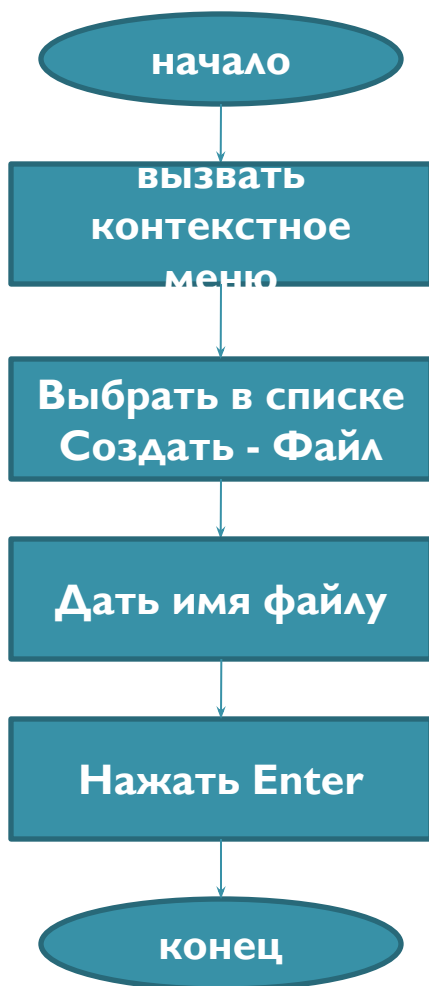 начало
вызвать
контекстное
меню
Выбрать в списке
Создать - Файл
Дать имя файлу
Нажать Enter
конец